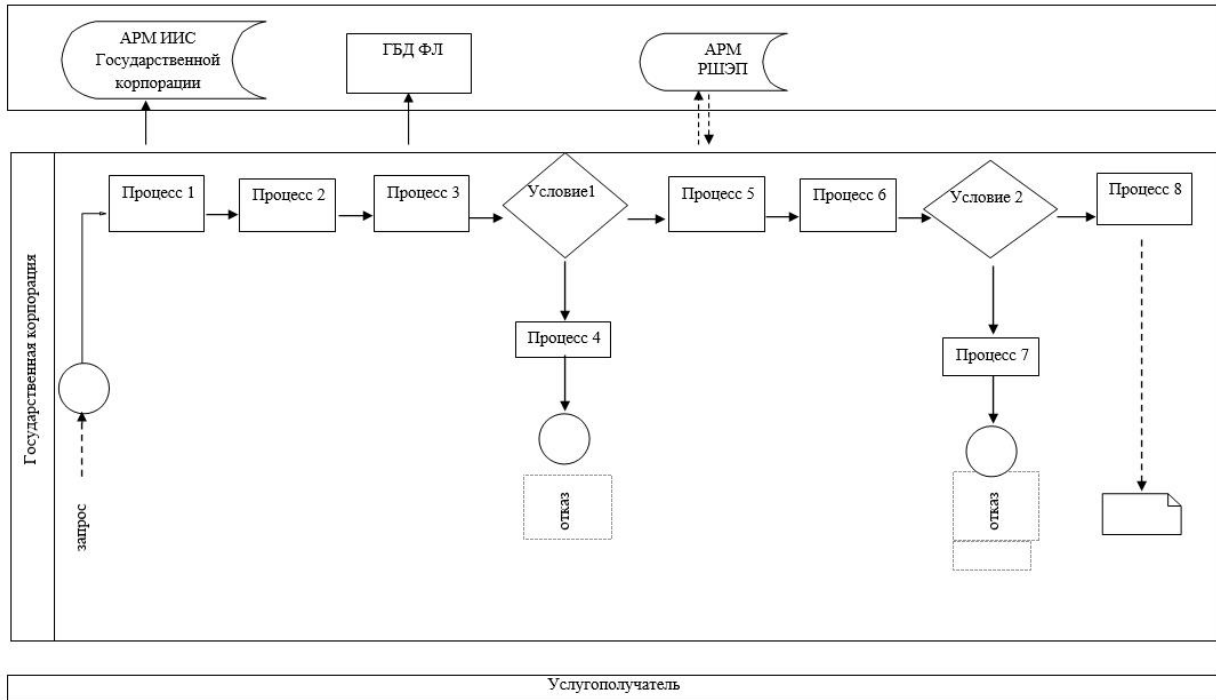 АРМ ИИС
Государственной
корпорации
ГБД ФЛ
АРМ
РШЭП
Государственная корпорация
Процесс 1
Процесс 2
Процесс 3
Условие1
Процесс 5
Процесс 6
Условие 2
Процесс 8
Процесс 4
Процесс 7
запрос
отказ
отказ
Услугополучатель